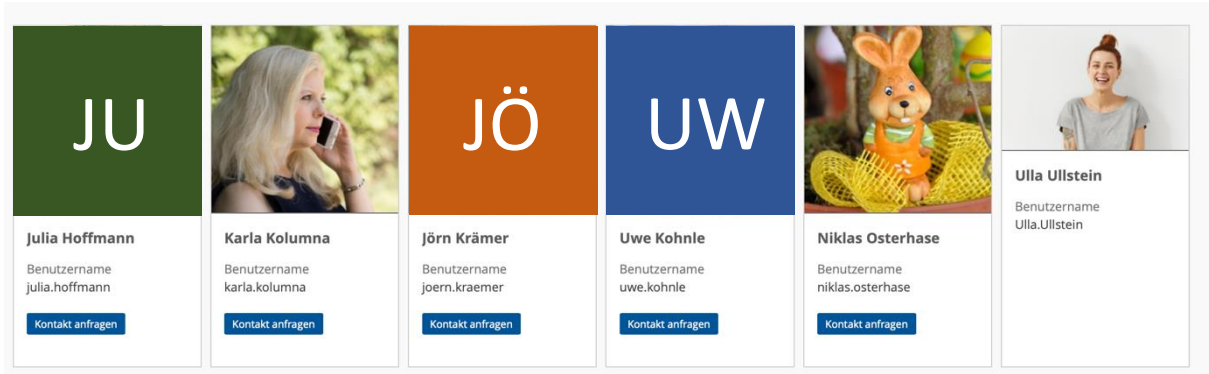 JU
Julia Hoffmann
Benutzername
julia.hoffmann
Kontakt anfragen
Karla Kolumna
Benutzername
karla.kolumna
Kontakt anfragen
JÖ
Jörn Krämer
Benutzername
joern.kraemer
Kontakt anfragen
UW
Uwe Kohnle
Benutzername
uwe.kohnle
Kontakt anfragen
Niklas Osterhase
Benutzername
niklas.osterhase
Kontakt anfragen
Ulla Ullstein
Benutzername
Ulla.Ullstein